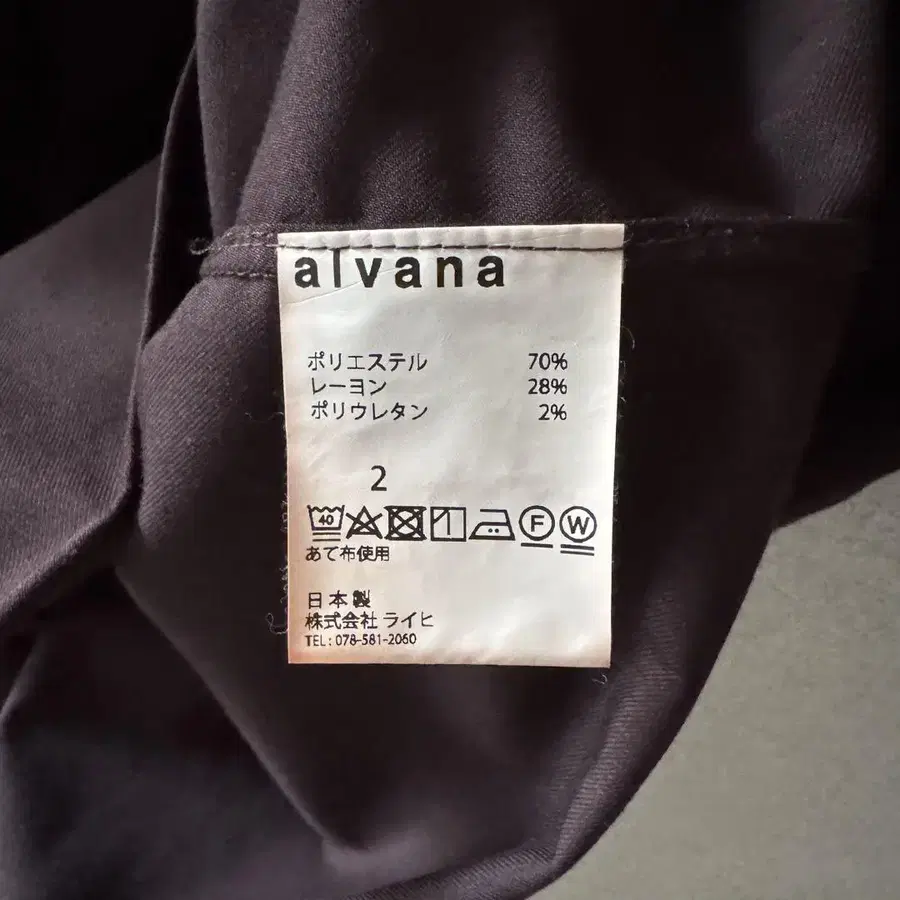 alvana
ポリエステル 70%
レーヨン 28%
ポリウレタン 2%
2
40 F W
あて布使用
日本製
株式会社 ライヒ
TEL : 078-581-2060